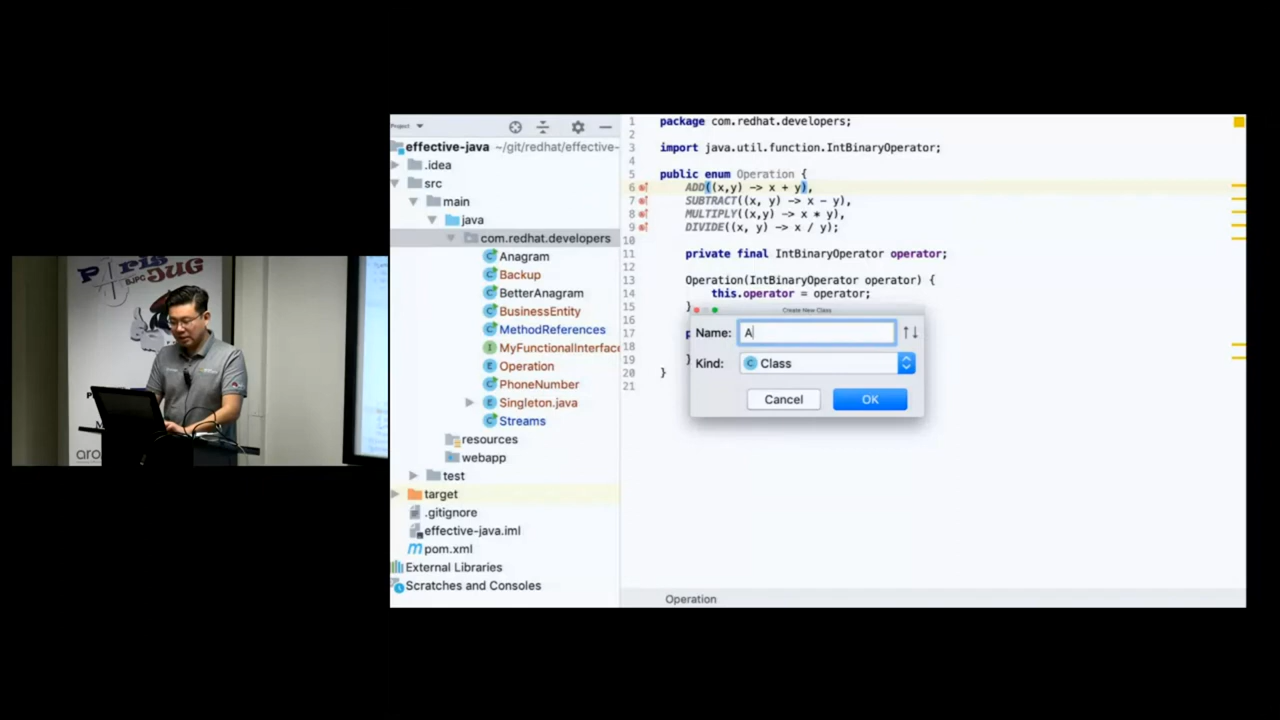 Paris
JUG
BJPC
Project
effective-java ~/git/redhat/effective-
.idea
src
main
java
com.redhat.developers
Anagram
Backup
BetterAnagram
BusinessEntity
MethodReferences
MyFunctionalInterface
Operation
PhoneNumber
Singleton.java
Streams
resources
webapp
test
target
.gitignore
effective-java.iml
pom.xml
External Libraries
Scratches and Consoles
1 package com.redhat.developers;
2
3 import java.util.function.IntBinaryOperator;
4
5 public enum Operation {
6 ADD((x,y) -> x + y),
7 SUBTRACT((x, y) -> x - y),
8 MULTIPLY((x,y) -> x * y),
9 DIVIDE((x, y) -> x / y);
10
11 private final IntBinaryOperator operator;
12
13 Operation(IntBinaryOperator operator) {
14 this.operator = operator;
15 }
16
17 p
18
19 }
20 }
21
Create New Class
Name: A
Kind: Class
Cancel
OK
Operation